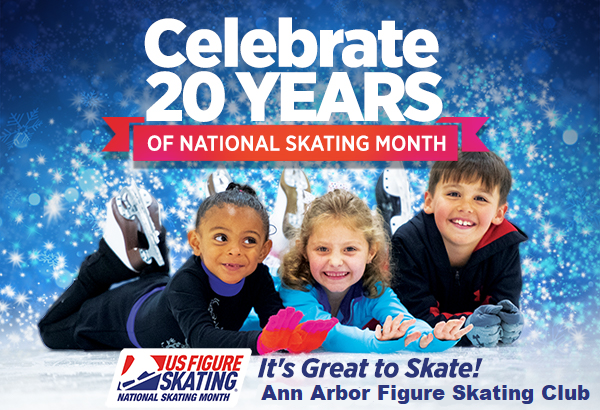 Celebrate
20 YEARS
OF NATIONAL SKATING MONTH
US FIGURE
SKATING
NATIONAL SKATING MONTH
It's Great to Skate!
Ann Arbor Figure Skating Club